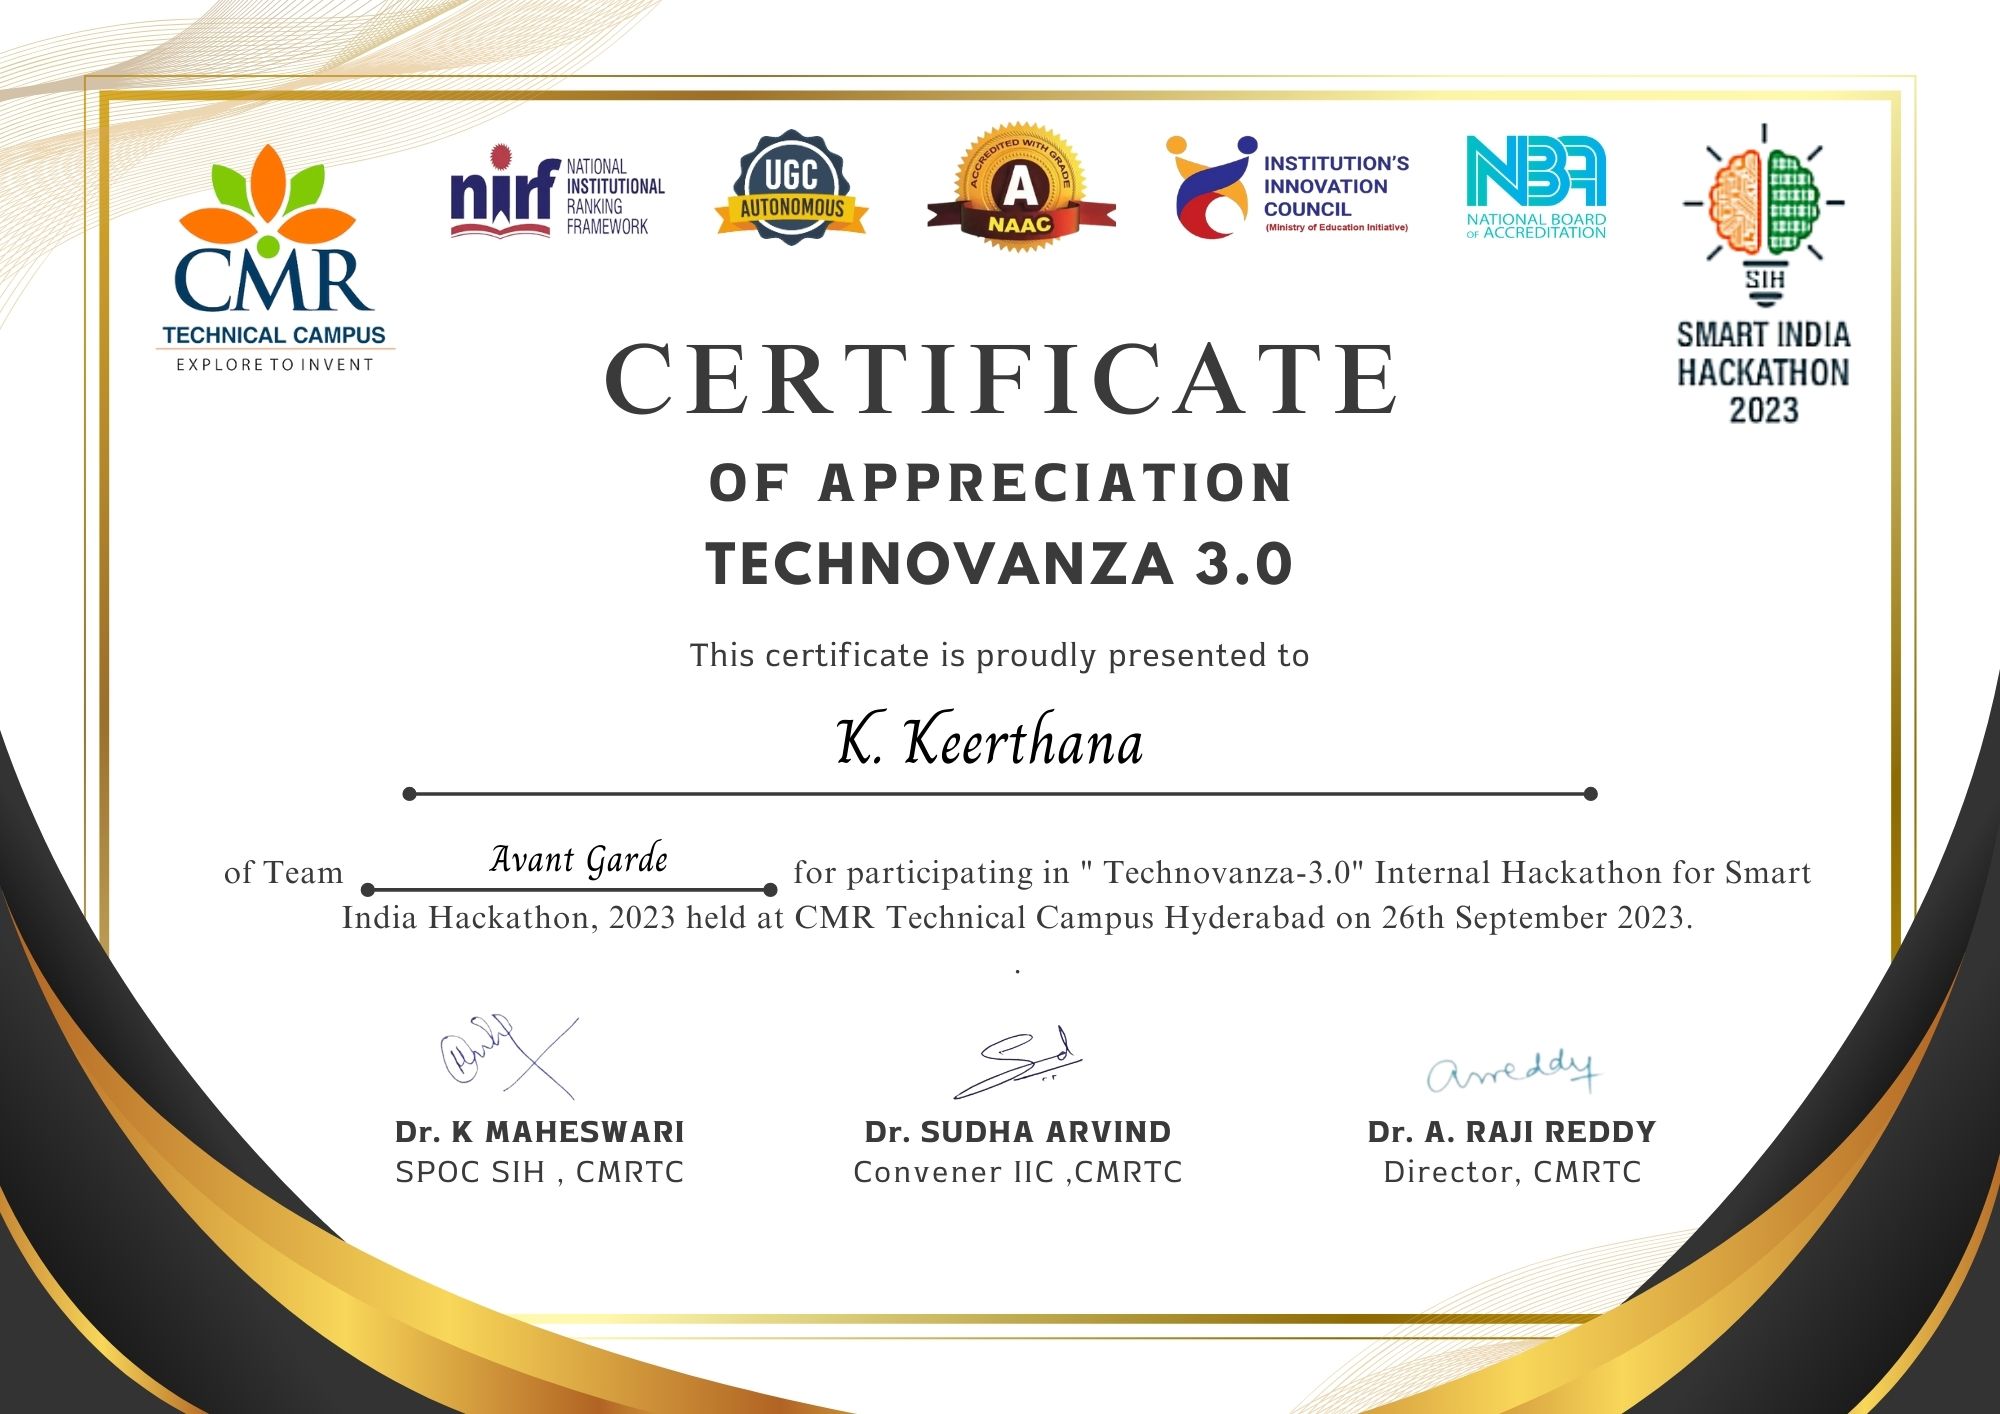 nirf
NATIONAL
INSTITUTIONAL
RANKING
FRAMEWORK
UGC
AUTONOMOUS
ACCREDITED WITH GRADE
A
NAAC
INSTITUTION'S
INNOVATION
COUNCIL
(Ministry of Education Initiative)
NBA
NATIONAL BOARD
OF ACCREDITATION
CMR
TECHNICAL CAMPUS
EXPLORE TO INVENT
SIH
SMART INDIA
HACKATHON
2023
CERTIFICATE
OF APPRECIATION
TECHNOVANZA 3.0
This certificate is proudly presented to
K. Keerthana
of Team Avant Garde for participating in " Technovanza-3.0" Internal Hackathon for Smart
India Hackathon, 2023 held at CMR Technical Campus Hyderabad on 26th September 2023.
.
arreddy
Dr. K MAHESWARI Dr. SUDHA ARVIND Dr. A. RAJI REDDY
SPOC SIH , CMRTC Convener IIC ,CMRTC Director, CMRTC